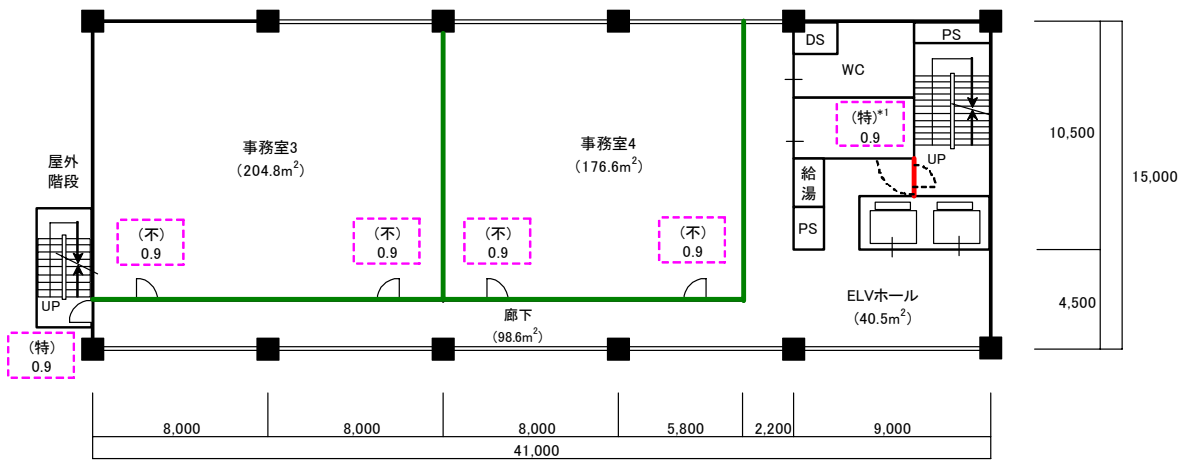 DS
PS
WC
(特)*1
0.9
10,500
事務室3
(204.8m²)
事務室4
(176.6m²)
屋外
階段
UP
15,000
給
湯
(不)
0.9
(不)
0.9
(不)
0.9
(不)
0.9
PS
UP
ELVホール
(40.5m²)
4,500
廊下
(98.6m²)
(特)
0.9
8,000
8,000
8,000
5,800
2,200
9,000
41,000